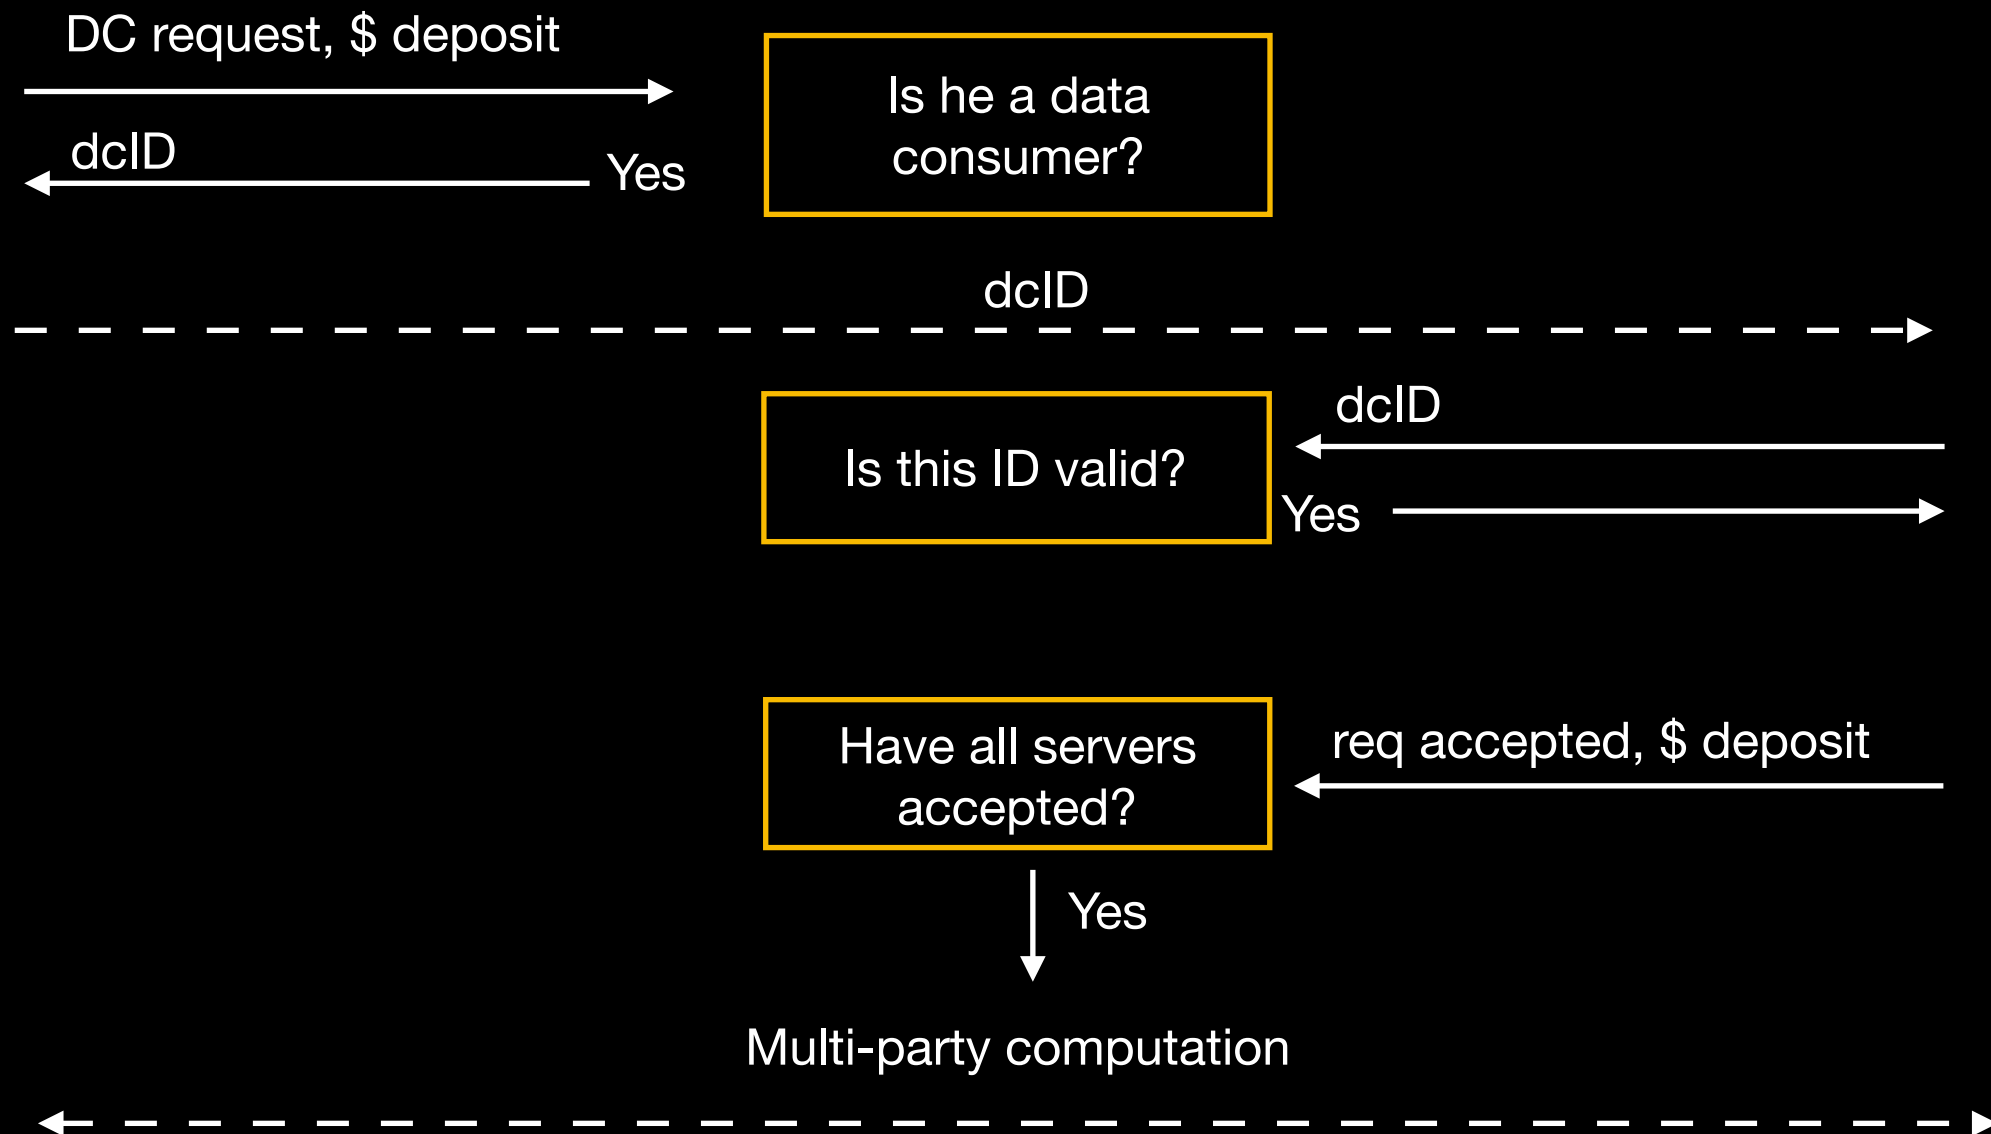 DC request, $ deposit
Is he a data
consumer?
dcID
Yes
dcID
dcID
Is this ID valid?
Yes
Have all servers
accepted?
req accepted, $ deposit
Yes
Multi-party computation